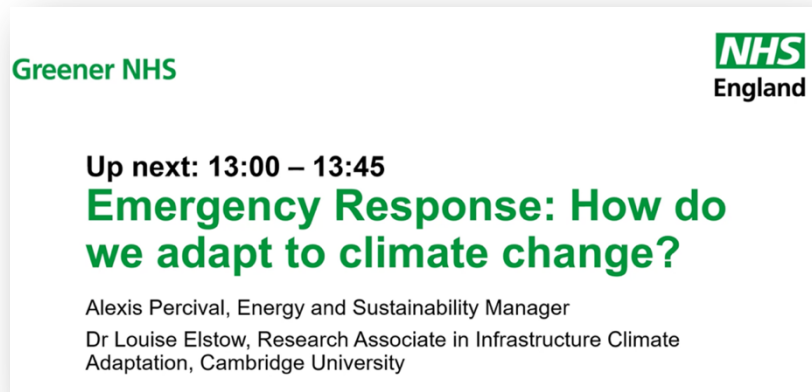 Greener NHS
NHS
England
Up next: 13:00 – 13:45
Emergency Response: How do
we adapt to climate change?
Alexis Percival, Energy and Sustainability Manager
Dr Louise Elstow, Research Associate in Infrastructure Climate
Adaptation, Cambridge University